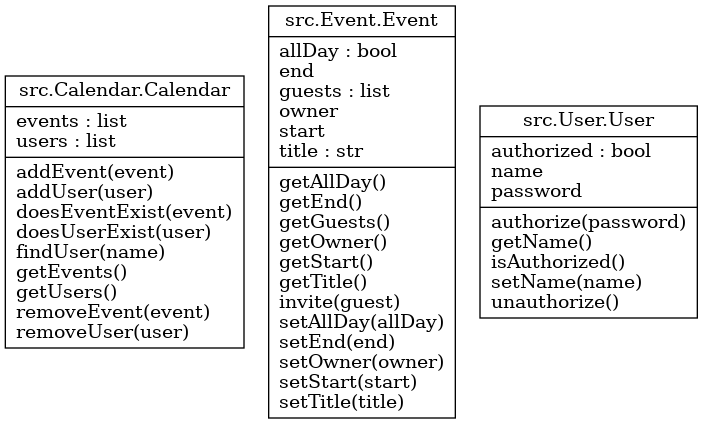 src.Calendar.Calendar
events : list
users : list
addEvent(event)
addUser(user)
doesEventExist(event)
doesUserExist(user)
findUser(name)
getEvents()
getUsers()
removeEvent(event)
removeUser(user)
src.Event.Event
allDay : bool
end
guests : list
owner
start
title : str
getAllDay()
getEnd()
getGuests()
getOwner()
getStart()
getTitle()
invite(guest)
setAllDay(allDay)
setEnd(end)
setOwner(owner)
setStart(start)
setTitle(title)
src.User.User
authorized : bool
name
password
authorize(password)
getName()
isAuthorized()
setName(name)
unauthorize()